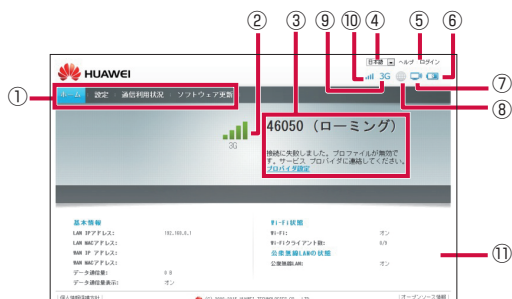 ② ③ ⑨ ⑩ ④ ⑤ ⑥
日本語 ヘルプ ログイン
HUAWEI
3G
⑦
①
⑧
ホーム 設定 通信利用状況 ソフトウェア更新
46050 (ローミング)
3G
接続に失敗しました。プロファイルが無効で
す。サービス プロバイダに連絡してください。
プロバイダ設定
基本情報
LAN IPアドレス: 192.168.8.1
LAN MACアドレス:
WAN IP アドレス:
WAN MACアドレス:
データ通信量: 0 B
データ通信量表示: オン
Wi-Fi状態
Wi-Fi: オン
Wi-Fiクライアント数:
公衆無線LANの状態
公衆無線LAN: オン
⑪
オープンソース情報